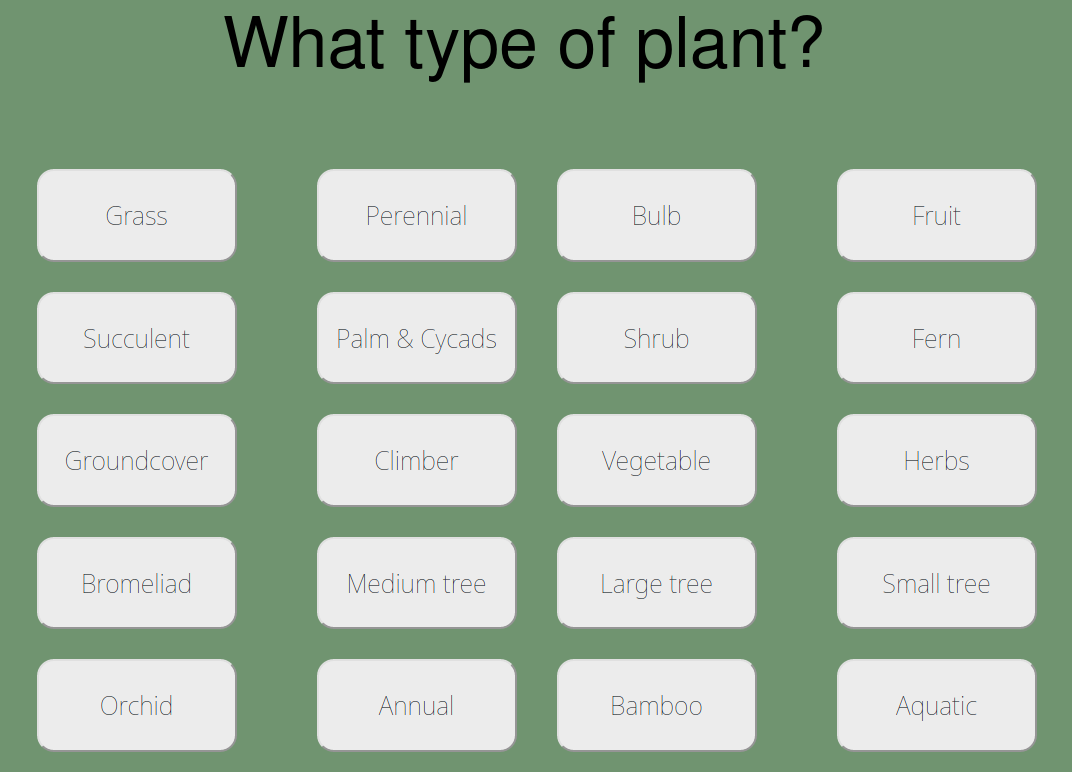 What type of plant?
Grass
Perennial
Bulb
Fruit
Succulent
Palm & Cycads
Shrub
Fern
Groundcover
Climber
Vegetable
Herbs
Bromeliad
Medium tree
Large tree
Small tree
Orchid
Annual
Bamboo
Aquatic